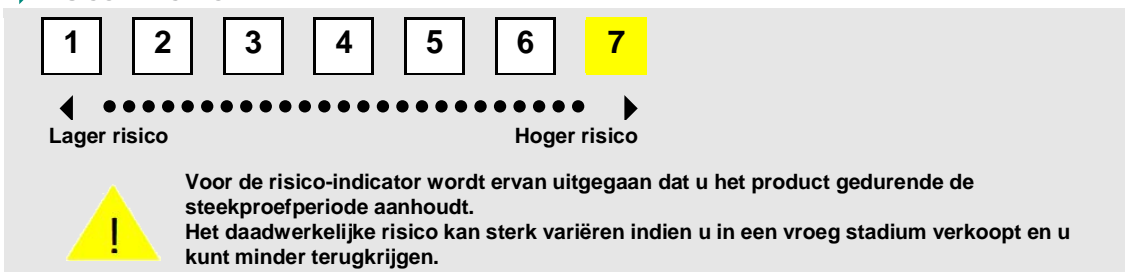 1 2 3 4 5 6 7
Lager risico Hoger risico
Voor de risico-indicator wordt ervan uitgegaan dat u het product gedurende de
steekproefperiode aanhoudt.
! Het daadwerkelijke risico kan sterk variëren indien u in een vroeg stadium verkoopt en u
kunt minder terugkrijgen.